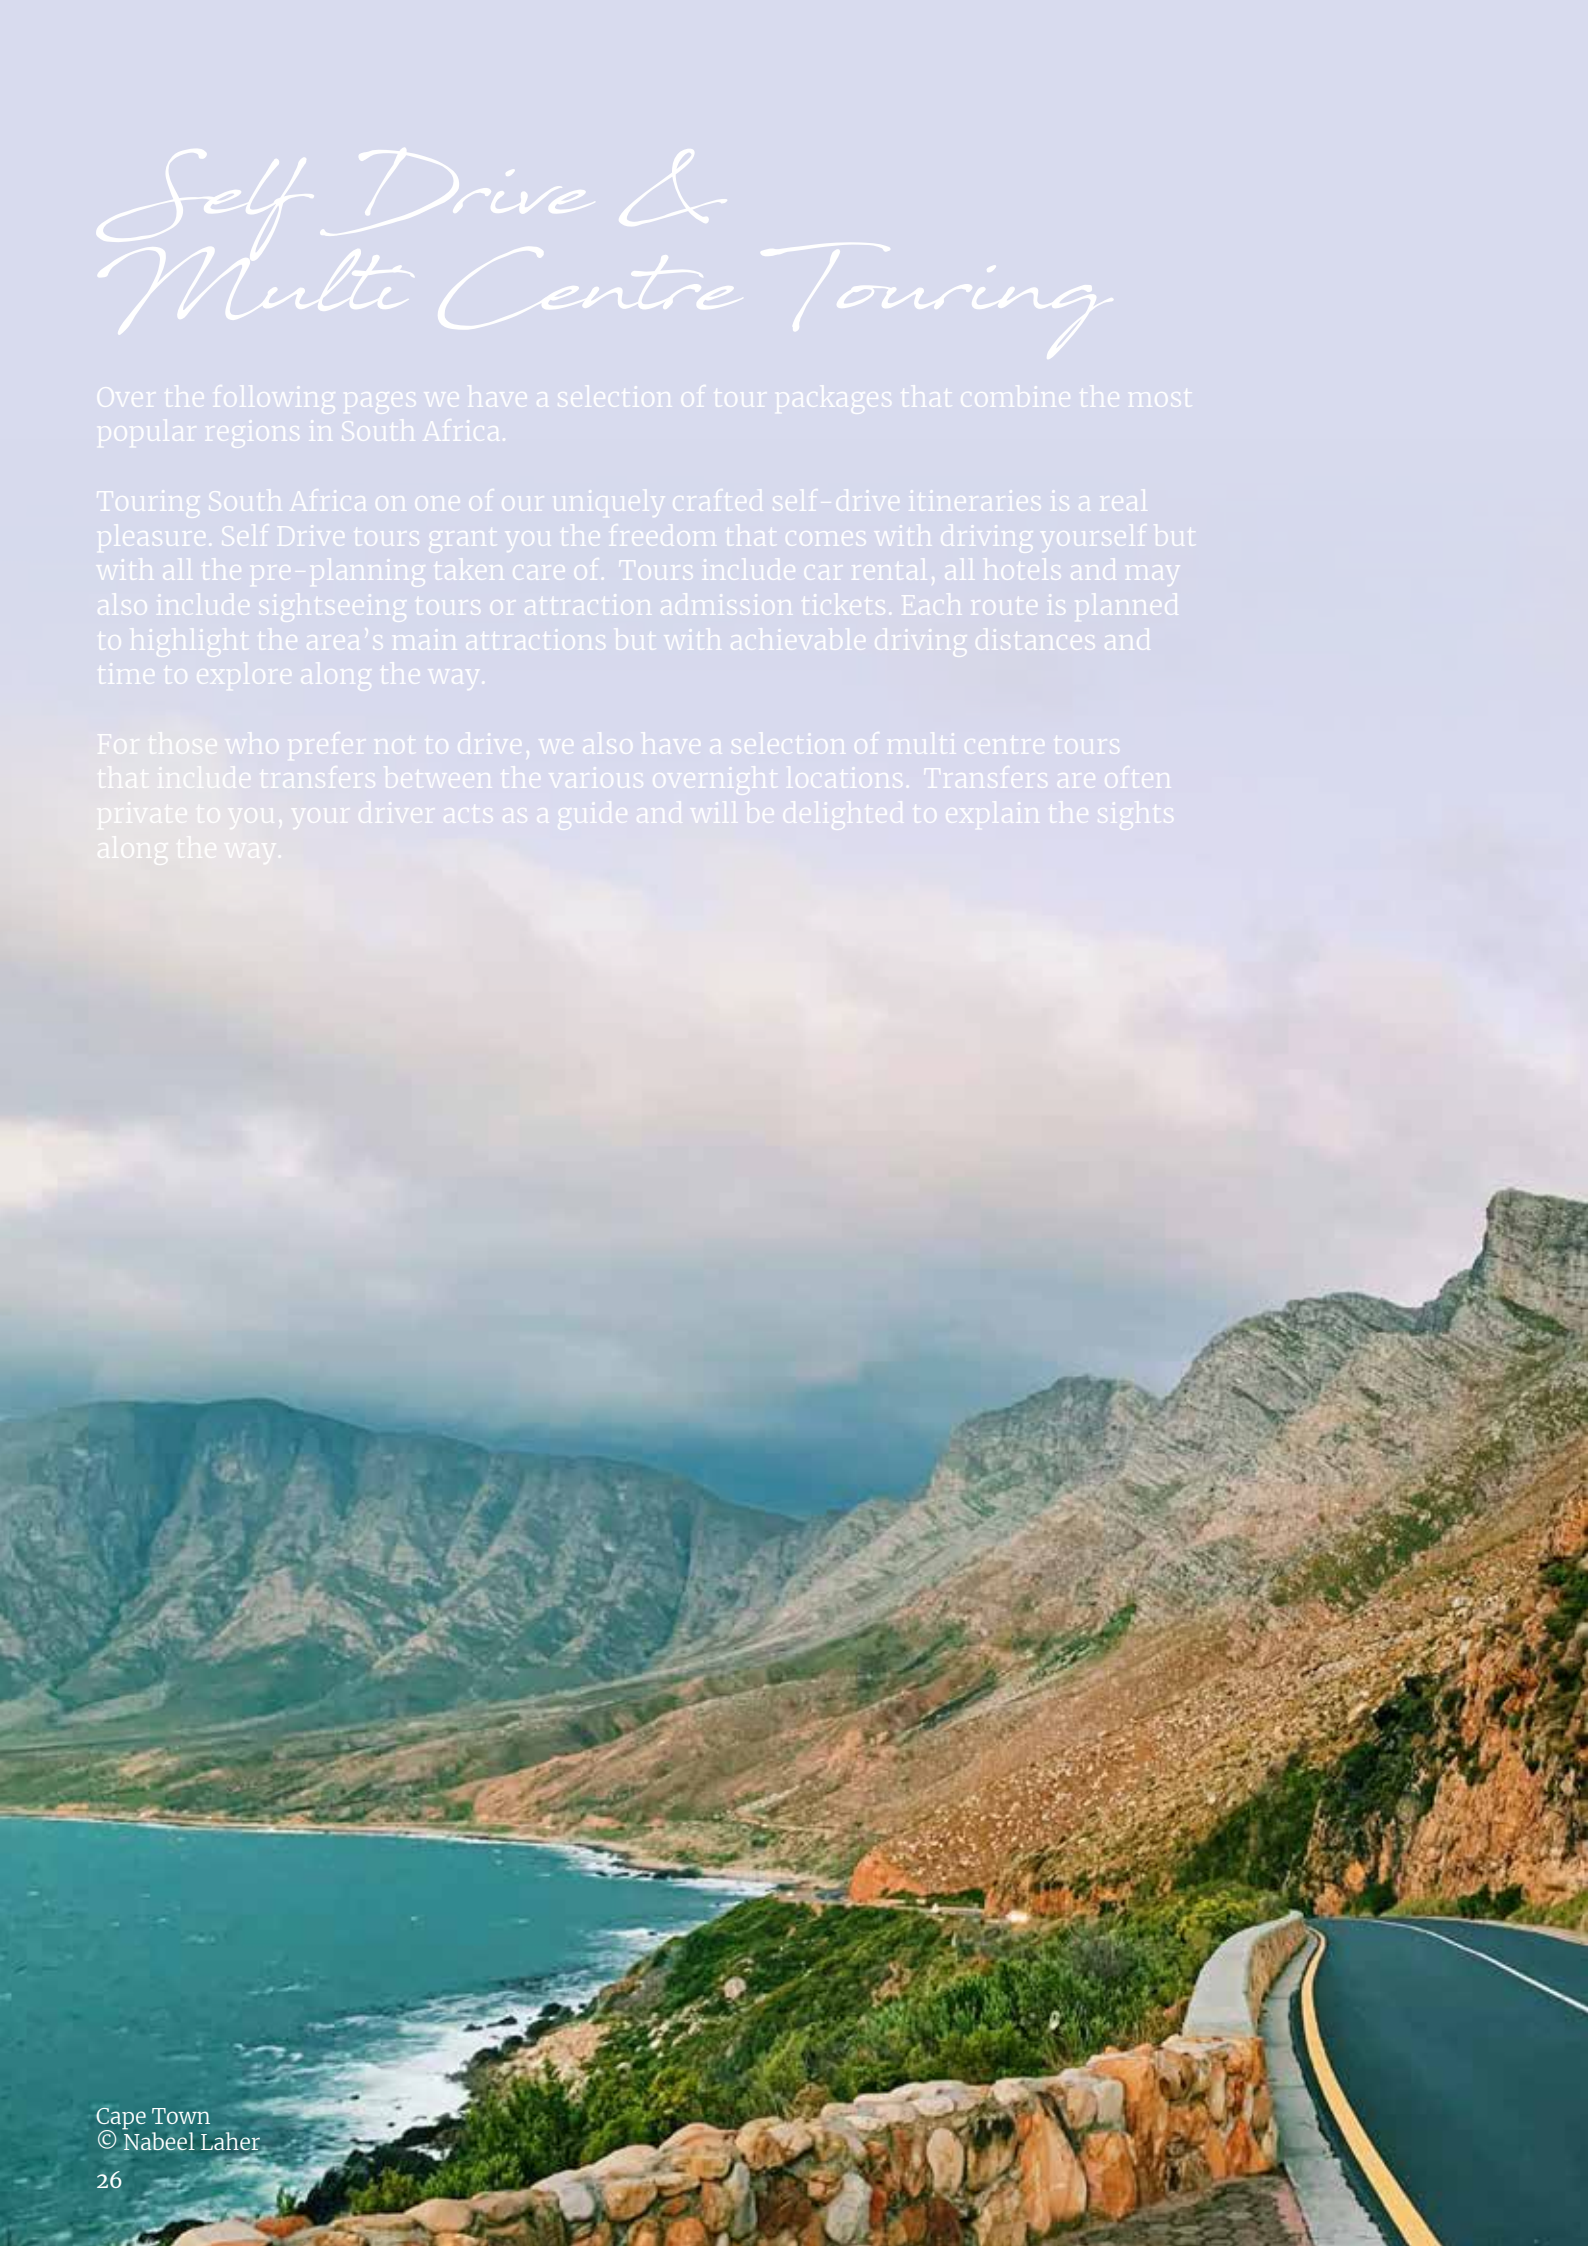 Self Drive &
Multi Centre Touring
Over the following pages we have a selection of tour packages that combine the most
popular regions in South Africa.
Touring South Africa on one of our uniquely crafted self-drive itineraries is a real
pleasure. Self Drive tours grant you the freedom that comes with driving yourself but
with all the pre-planning taken care of.  Tours include car rental, all hotels and may
also include sightseeing tours or attraction admission tickets. Each route is planned
to highlight the area’s main attractions but with achievable driving distances and
time to explore along the way.
For those who prefer not to drive, we also have a selection of multi centre tours
that include transfers between the various overnight locations.  Transfers are often
private to you, your driver acts as a guide and will be delighted to explain the sights
along the way.
Cape Town
© Nabeel Laher
26